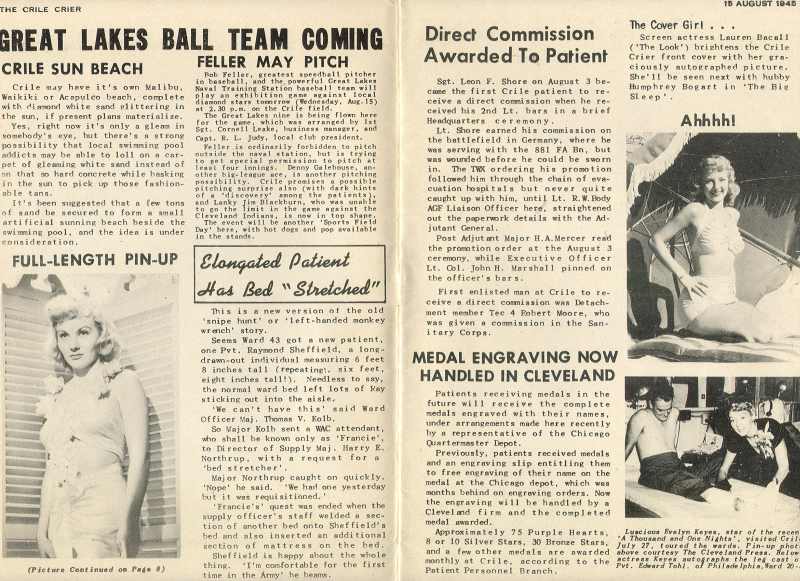 THE CRILE CRIER
15 AUGUST 1945
GREAT LAKES BALL TEAM COMING
CRILE SUN BEACH
Crile may have it's own Malibu,
Waikiki or Acapulco beach, complete
with diamond white sand glittering in
the sun, if present plans materialize.
Yes, right now it's only a gleam in
somebody's eye, but there's a strong
possibility that local swimming pool
addicts may be able to loll on a car-
pet of gleaming white sand instead of
on that so hard concrete while basking
in the sun to pick up those fashion-
able tans.
It's been suggested that a few tons
of sand be secured to form a small
artificial sunning beach beside the
swimming pool, and the idea is under
consideration.
FULL-LENGTH PIN-UP
(Picture Continued on Page 8)
FELLER MAY PITCH
Bob Feller, greatest speedball pitcher
in baseball, and the powerful Great Lakes
Naval Training Station baseball team will
play an exhibition game against local
diamond stars tomorrow (Wednesday, Aug.15)
at 2.30 p.m. on the Crile field.
The Great Lakes nine is being flown here
for the game, which was arranged by 1st
Sgt. Cornell Leake, business manager, and
Capt. R. L. Judy, local club president.
Feller is ordinarily forbidden to pitch
outside the naval station, but is trying
to get special permission to pitch at
least four innings. Denny Galehouse, ano-
ther big-league ace, is another pitching
possibility. Crile promises a possible
pitching surprise also (with dark hints
of a 'discovery' among the patients),
and Lanky Jim Blackburn, who was unable
to go the limit in the game against the
Cleveland Indians, is now in top shape.
The event will be another 'Sports Field
Day' here, with hot dogs and pop available
in the stands.
Elongated Patient
Has Bed "Stretched"
This is a new version of the old
'snipe hunt' or 'left-handed monkey
wrench' story.
Seems Ward 43 got a new patient,
one Pvt. Raymond Sheffield, a long-
drawn-out individual measuring 6 feet
8 inches tall (repeating, six feet,
eight inches tall!). Needless to say,
the normal ward bed left lots of Ray
sticking out into the aisle.
'We can't have this' said Ward
Officer Maj. Thomas V. Kolb.
So Major Kolb sent a WAC attendant,
who shall be known only as 'Francie',
to Director of Supply Maj. Harry E.
Northrup, with a request for a
'bed stretcher'.
Major Northrup caught on quickly.
'Nope' he said. 'We had one yesterday
but it was requisitioned.'
'Francie's' quest was ended when the
supply officer's staff welded a sec-
tion of another bed onto Sheffield's
bed and also inserted an additional
section of mattress on the bed.
Sheffield is happy about the whole
thing. 'I'm comfortable for the first
time in the Army' he beams.
Direct Commission
Awarded To Patient
Sgt. Leon F. Shore on August 3 be-
came the first Crile patient to re-
ceive a direct commission when he re-
ceived his 2nd Lt. bars in a brief
Headquarters ceremony.
Lt. Shore earned his commission on
the battlefield in Germany, where he
was serving with the 881 FA Bn, but
was wounded before he could be sworn
in. The TWX ordering his promotion
followed him through the chain of eva-
cuation hospitals but never quite
caught up with him, until Lt. R.W.Body
AGF Liaison Officer here, straightened
out the paperwork details with the Ad-
jutant General.
Post Adjutant Major H.A.Mercer read
the promotion order at the August 3
ceremony, while Executive Officer
Lt. Col. John H. Marshall pinned on
the officer's bars.
First enlisted man at Crile to re-
ceive a direct commission was Detach-
ment member Tec 4 Robert Moore, who
was given a commission in the San-
itary Corps.
MEDAL ENGRAVING NOW
HANDLED IN CLEVELAND
Patients receiving medals in the
future will receive the complete
medals engraved with their names,
under arrangements made here recently
by a representative of the Chicago
Quartermaster Depot.
Previously, patients received medals
and an engraving slip entitling them
to free engraving of their name on the
medal at the Chicago depot, which was
months behind on engraving orders. Now
the engraving will be handled by a
Cleveland firm and the completed
medal awarded.
Approximately 75 Purple Hearts,
8 or 10 Silver Stars, 30 Bronze Stars,
and a few other medals are awarded
monthly at Crile, according to the
Patient Personnel Branch.
The Cover Girl . . .
Screen actress Lauren Bacall
('The Look') brightens the Crile
Crier front cover with her gra-
ciously autographed picture.
She'll be seen next with hubby
Humphrey Bogart in 'The Big
Sleep'.
Ahhhh!
Luscious Evelyn Keyes, star of the recent
'A Thousand and One Nights', visited Crile
July 27, toured the wards. Pin-up photo
above courtesy The Cleveland Press. Below,
actress Keyes autographs the leg cast of
Pvt. Edward Tahl, of Philadelphia, Ward 20-